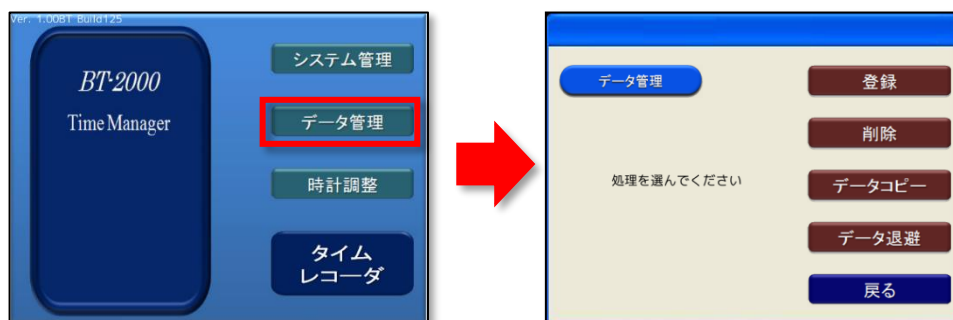 Ver. 1.00BT Build125
BT-2000
Time Manager
システム管理
データ管理
時計調整
タイム
レコーダ
データ管理
処理を選んでください
登録
削除
データコピー
データ退避
戻る